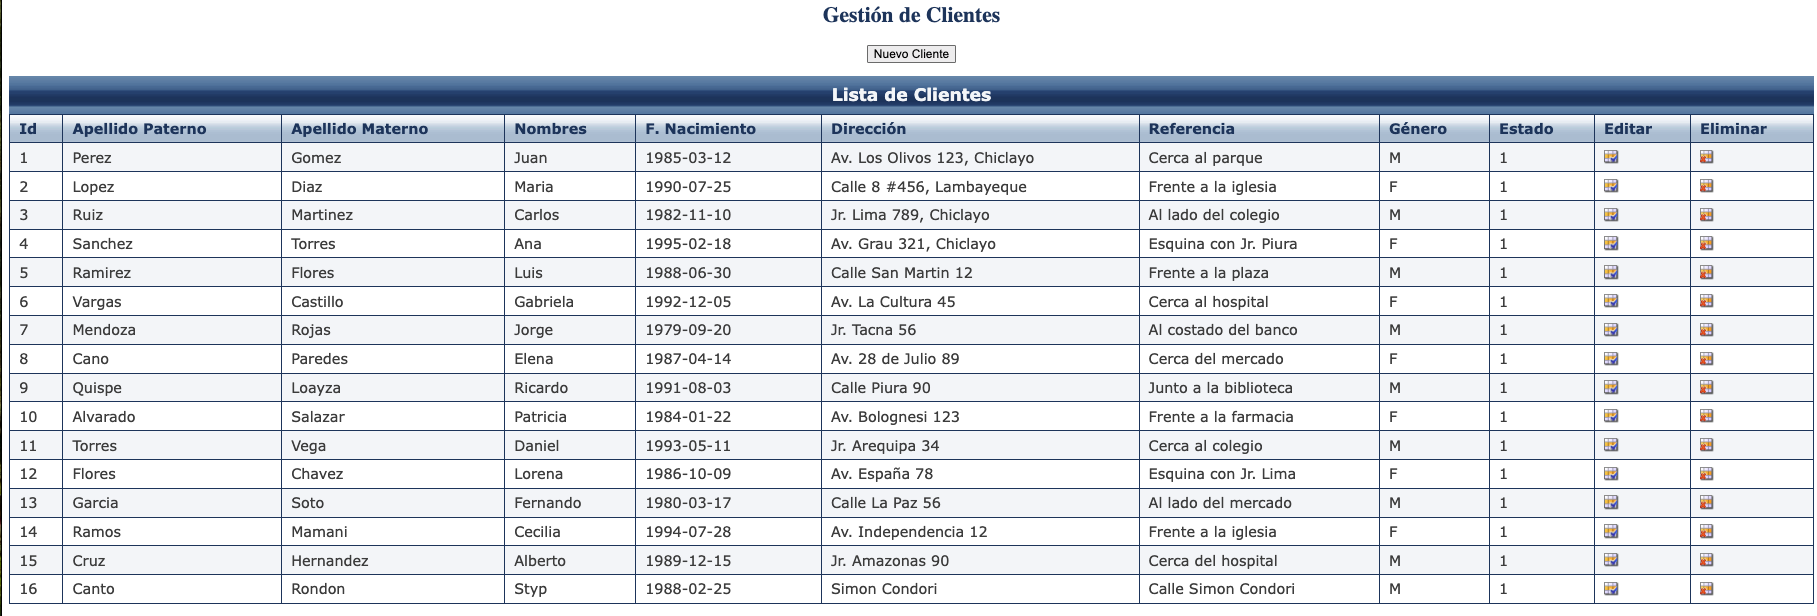 Gestión de Clientes
Nuevo Cliente
Lista de Clientes
Id Apellido Paterno Apellido Materno Nombres F. Nacimiento Dirección Referencia Género Estado Editar Eliminar
1 Perez Gomez Juan 1985-03-12 Av. Los Olivos 123, Chiclayo Cerca al parque M 1
2 Lopez Diaz Maria 1990-07-25 Calle 8 #456, Lambayeque Frente a la iglesia F 1
3 Ruiz Martinez Carlos 1982-11-10 Jr. Lima 789, Chiclayo Al lado del colegio M 1
4 Sanchez Torres Ana 1995-02-18 Av. Grau 321, Chiclayo Esquina con Jr. Piura F 1
5 Ramirez Flores Luis 1988-06-30 Calle San Martin 12 Frente a la plaza M 1
6 Vargas Castillo Gabriela 1992-12-05 Av. La Cultura 45 Cerca al hospital F 1
7 Mendoza Rojas Jorge 1979-09-20 Jr. Tacna 56 Al costado del banco M 1
8 Cano Paredes Elena 1987-04-14 Av. 28 de Julio 89 Cerca del mercado F 1
9 Quispe Loayza Ricardo 1991-08-03 Calle Piura 90 Junto a la biblioteca M 1
10 Alvarado Salazar Patricia 1984-01-22 Av. Bolognesi 123 Frente a la farmacia F 1
11 Torres Vega Daniel 1993-05-11 Jr. Arequipa 34 Cerca al colegio M 1
12 Flores Chavez Lorena 1986-10-09 Av. España 78 Esquina con Jr. Lima F 1
13 Garcia Soto Fernando 1980-03-17 Calle La Paz 56 Al lado del mercado M 1
14 Ramos Mamani Cecilia 1994-07-28 Av. Independencia 12 Frente a la iglesia F 1
15 Cruz Hernandez Alberto 1989-12-15 Jr. Amazonas 90 Cerca del hospital M 1
16 Canto Rondon Styp 1988-02-25 Simon Condori Calle Simon Condori M 1